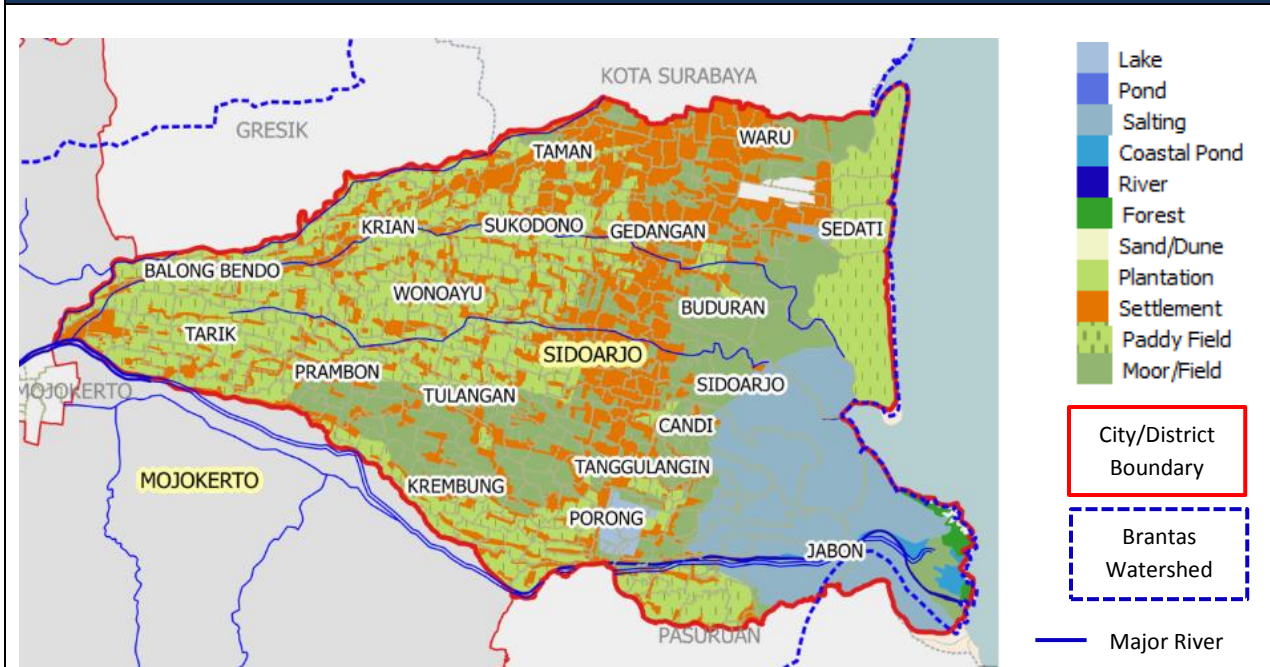 KOTA SURABAYA
GRESIK
WARU
TAMAN
KRIAN
SUKODONO
GEDANGAN
SEDATI
BALONG BENDO
WONOAYU
BUDURAN
TARIK
SIDOARJO
PRAMBON
SIDOARJO
MOJOKERTO
TULANGAN
CANDI
TANGGULANGIN
MOJOKERTO
KREMBUNG
PORONG
JABON
PASURUAN
Lake
Pond
Salting
Coastal Pond
River
Forest
Sand/Dune
Plantation
Settlement
Paddy Field
Moor/Field
City/District
Boundary
Brantas
Watershed
Major River